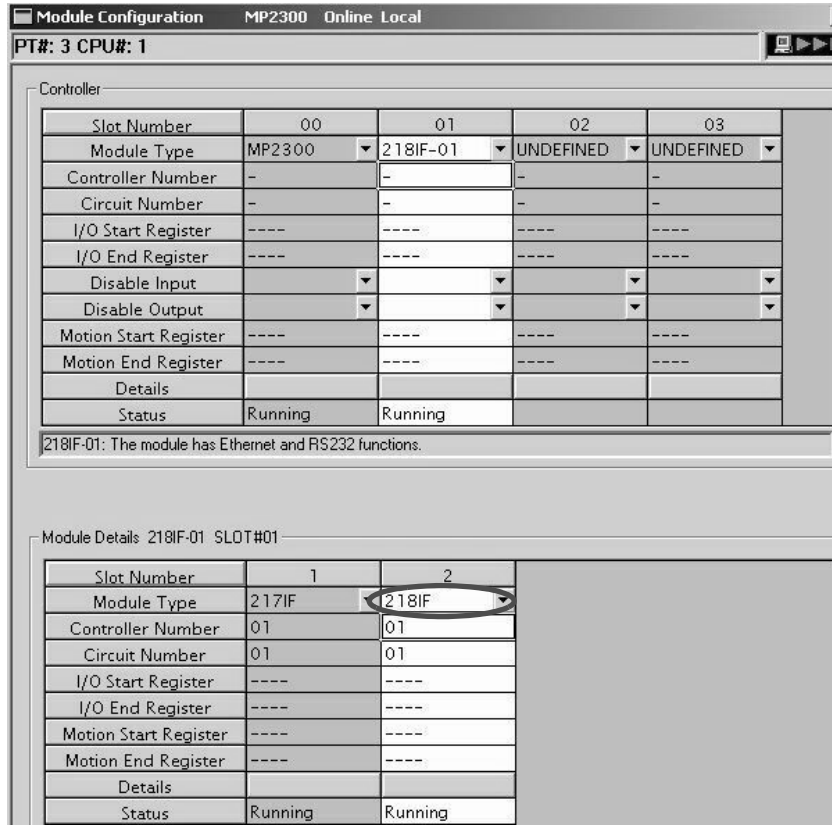 Module Configuration MP2300 Online Local
PT#: 3 CPU#: 1
Controller
Slot Number 00 01 02 03
Module Type MP2300 218IF-01 UNDEFINED UNDEFINED
Controller Number - - - -
Circuit Number - - - -
I/O Start Register ---- ---- ---- ----
I/O End Register ---- ---- ---- ----
Disable Input
Disable Output
Motion Start Register ---- ---- ---- ----
Motion End Register ---- ---- ---- ----
Details
Status Running Running
218IF-01: The module has Ethernet and RS232 functions.
Module Details 218IF-01 SLOT#01
Slot Number 1 2
Module Type 217IF 218IF
Controller Number 01 01
Circuit Number 01 01
I/O Start Register ---- ----
I/O End Register ---- ----
Motion Start Register ---- ----
Motion End Register ---- ----
Details
Status Running Running